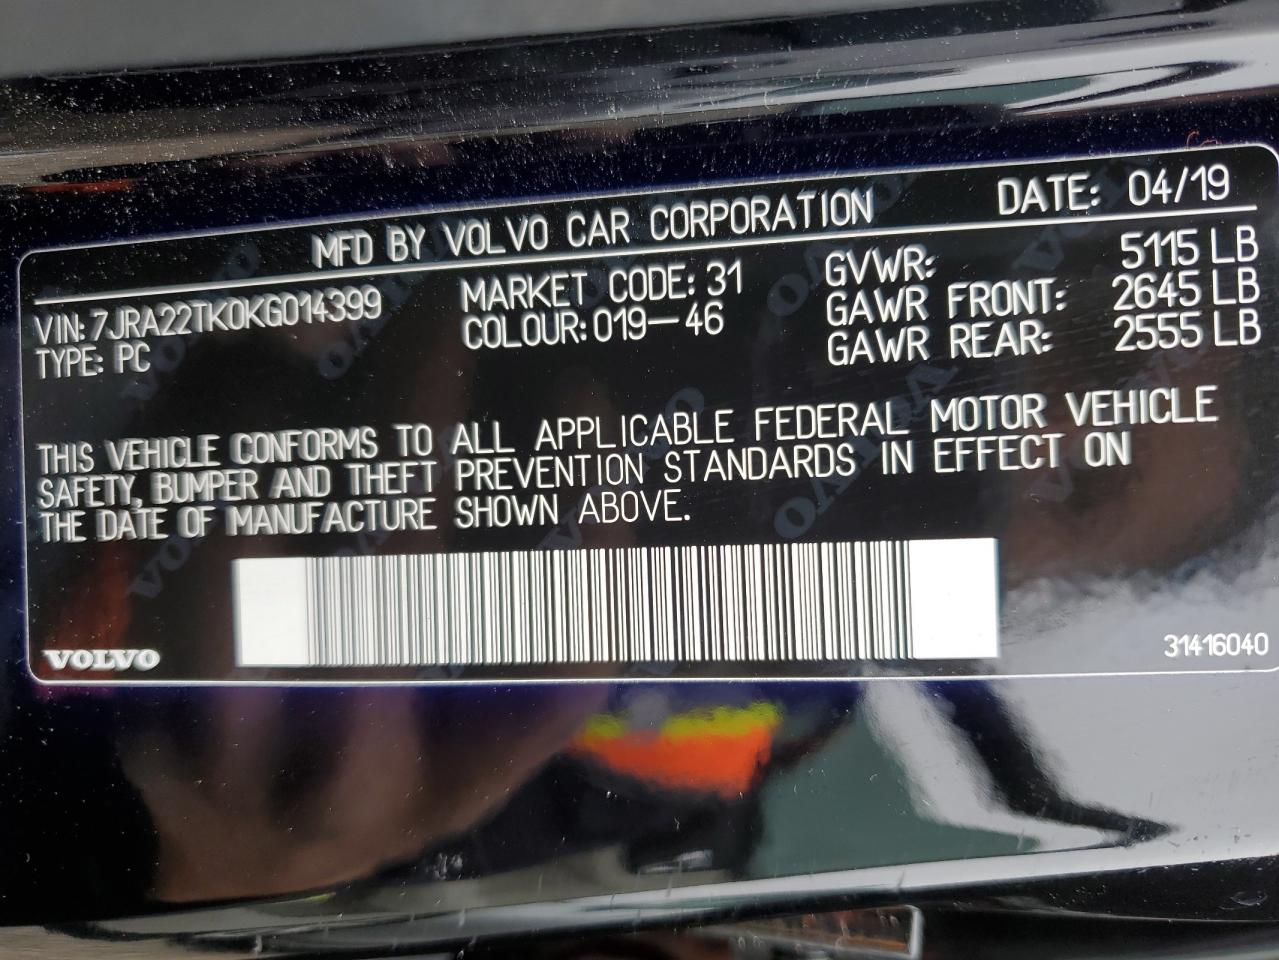 MFD BY VOLVO CAR CORPORATION DATE: 04/19
VIN: 7JRA22TK0KG014399 MARKET CODE: 31 GVWR: 5115 LB
TYPE: PC COLOUR: 019-46 GAWR FRONT: 2645 LB
GAWR REAR: 2555 LB
THIS VEHICLE CONFORMS TO ALL APPLICABLE FEDERAL MOTOR VEHICLE
SAFETY, BUMPER AND THEFT PREVENTION STANDARDS IN EFFECT ON
THE DATE OF MANUFACTURE SHOWN ABOVE.
VOLVO
31416040